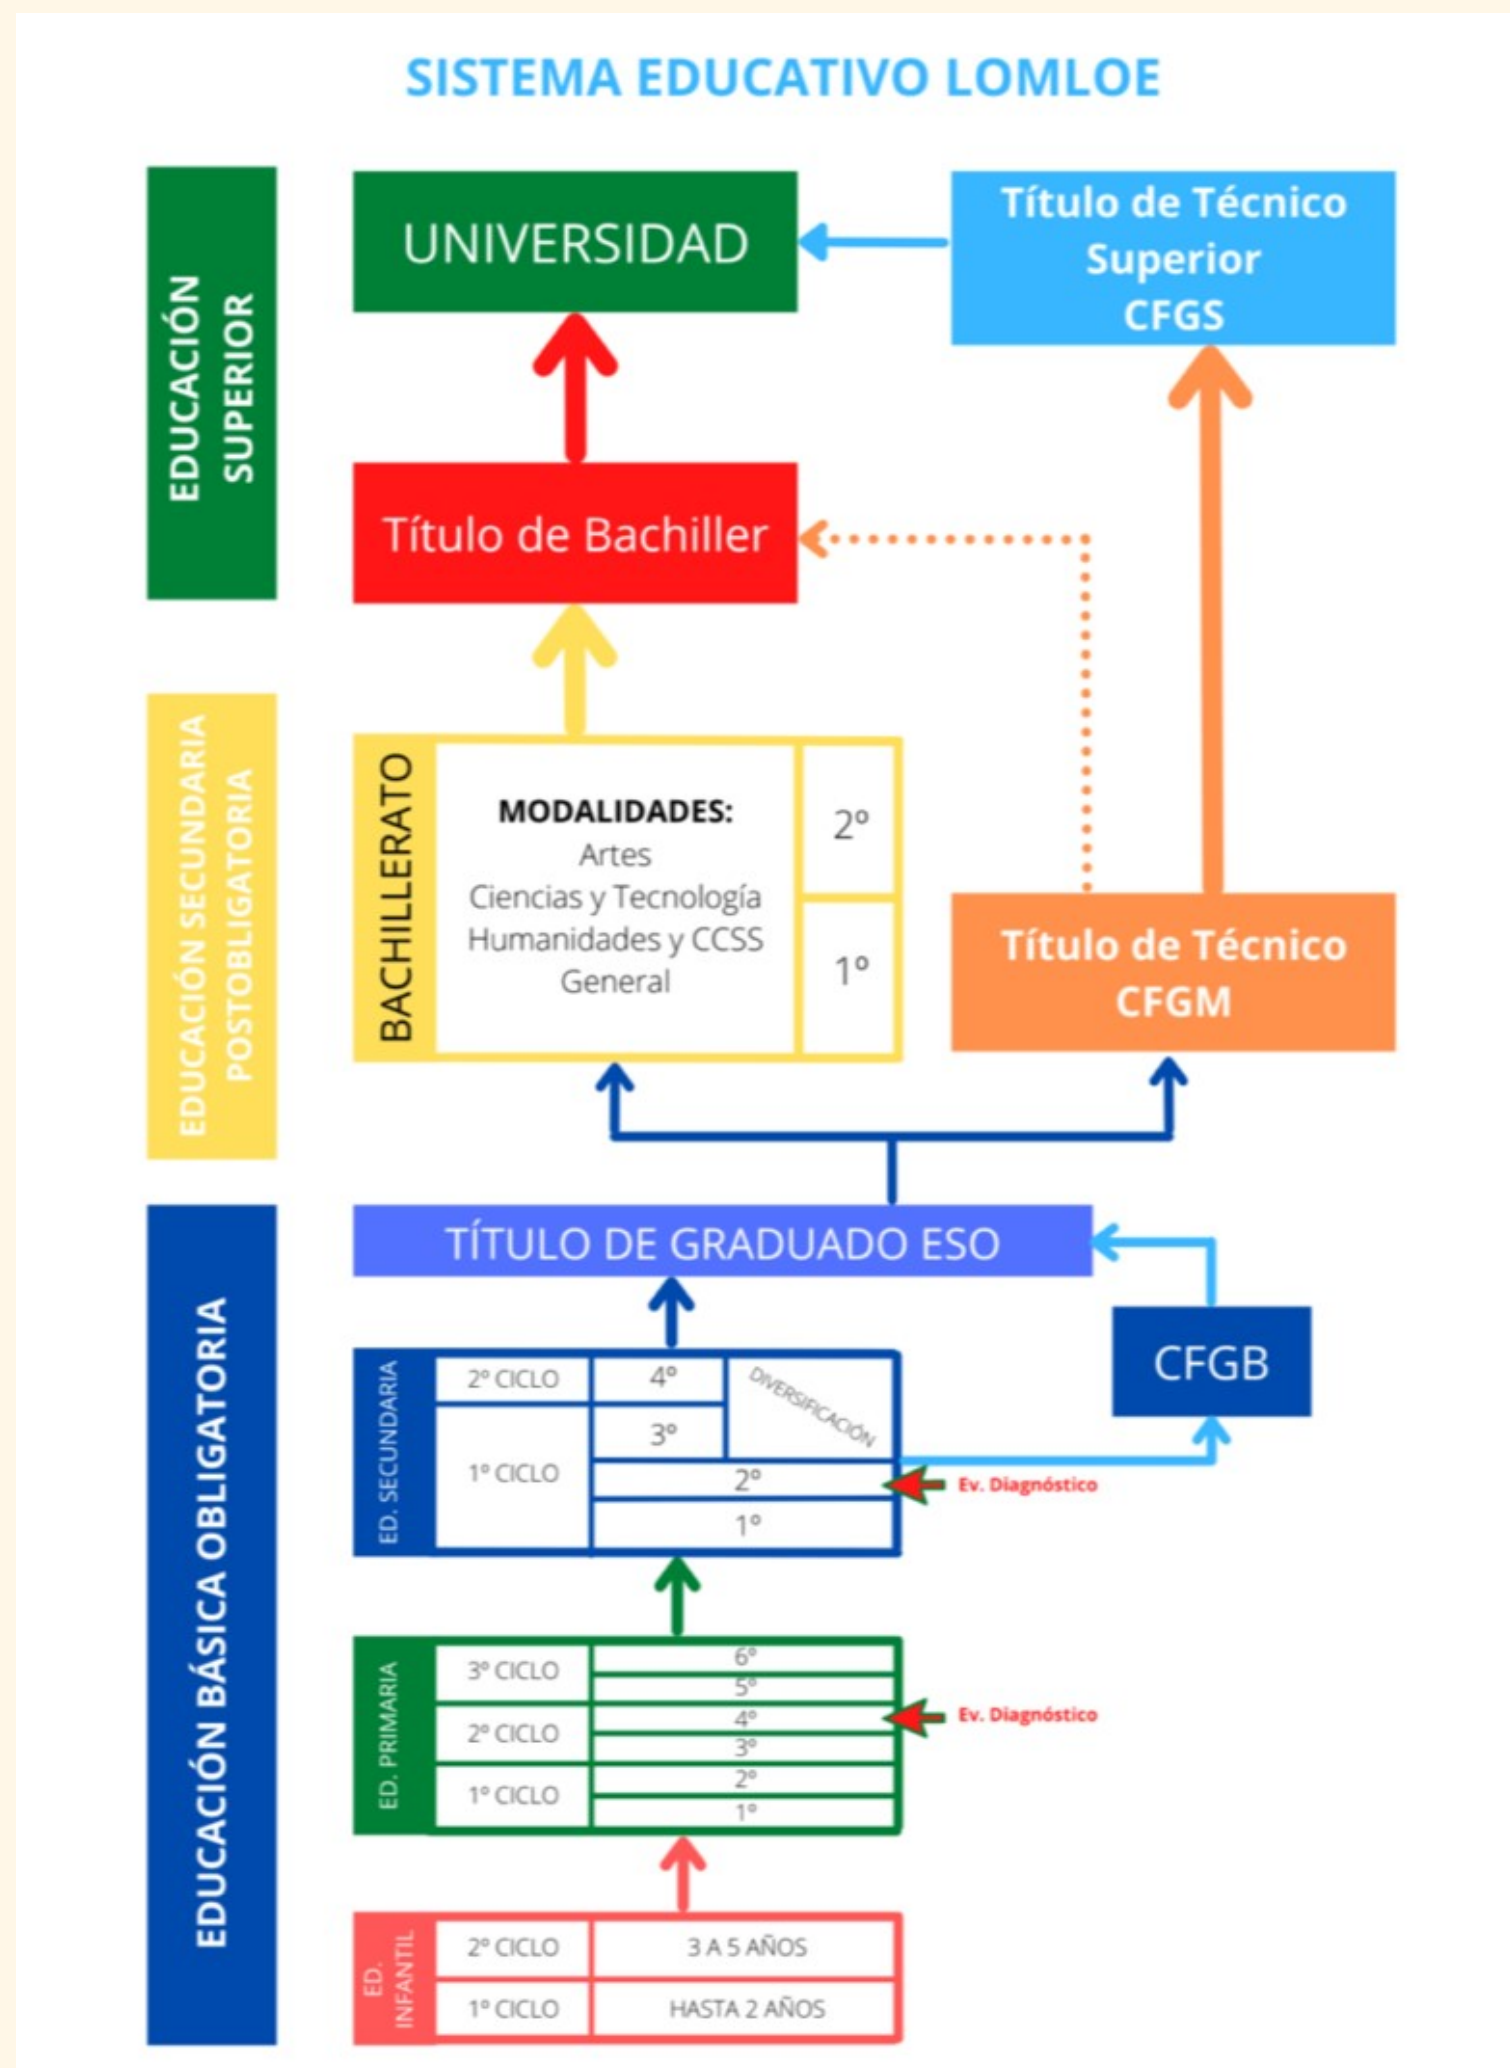 SISTEMA EDUCATIVO LOMLOE
EDUCACIÓN
SUPERIOR
UNIVERSIDAD
Título de Técnico
Superior
CFGS
Título de Bachiller
EDUCACIÓN SECUNDARIA
POSTOBLIGATORIA
BACHILLERATO
MODALIDADES:
Artes
Ciencias y Tecnología
Humanidades y CCSS
General
2º
1º
Título de Técnico
CFGM
EDUCACIÓN BÁSICA OBLIGATORIA
TÍTULO DE GRADUADO ESO
CFGB
ED. SECUNDARIA
2º CICLO
4º
DIVERSIFICACIÓN
3º
1º CICLO
2º
Ev. Diagnóstico
1º
ED. PRIMARIA
3º CICLO
6º
5º
2º CICLO
4º
Ev. Diagnóstico
3º
1º CICLO
2º
1º
ED.
INFANTIL
2º CICLO
3 A 5 AÑOS
1º CICLO
HASTA 2 AÑOS